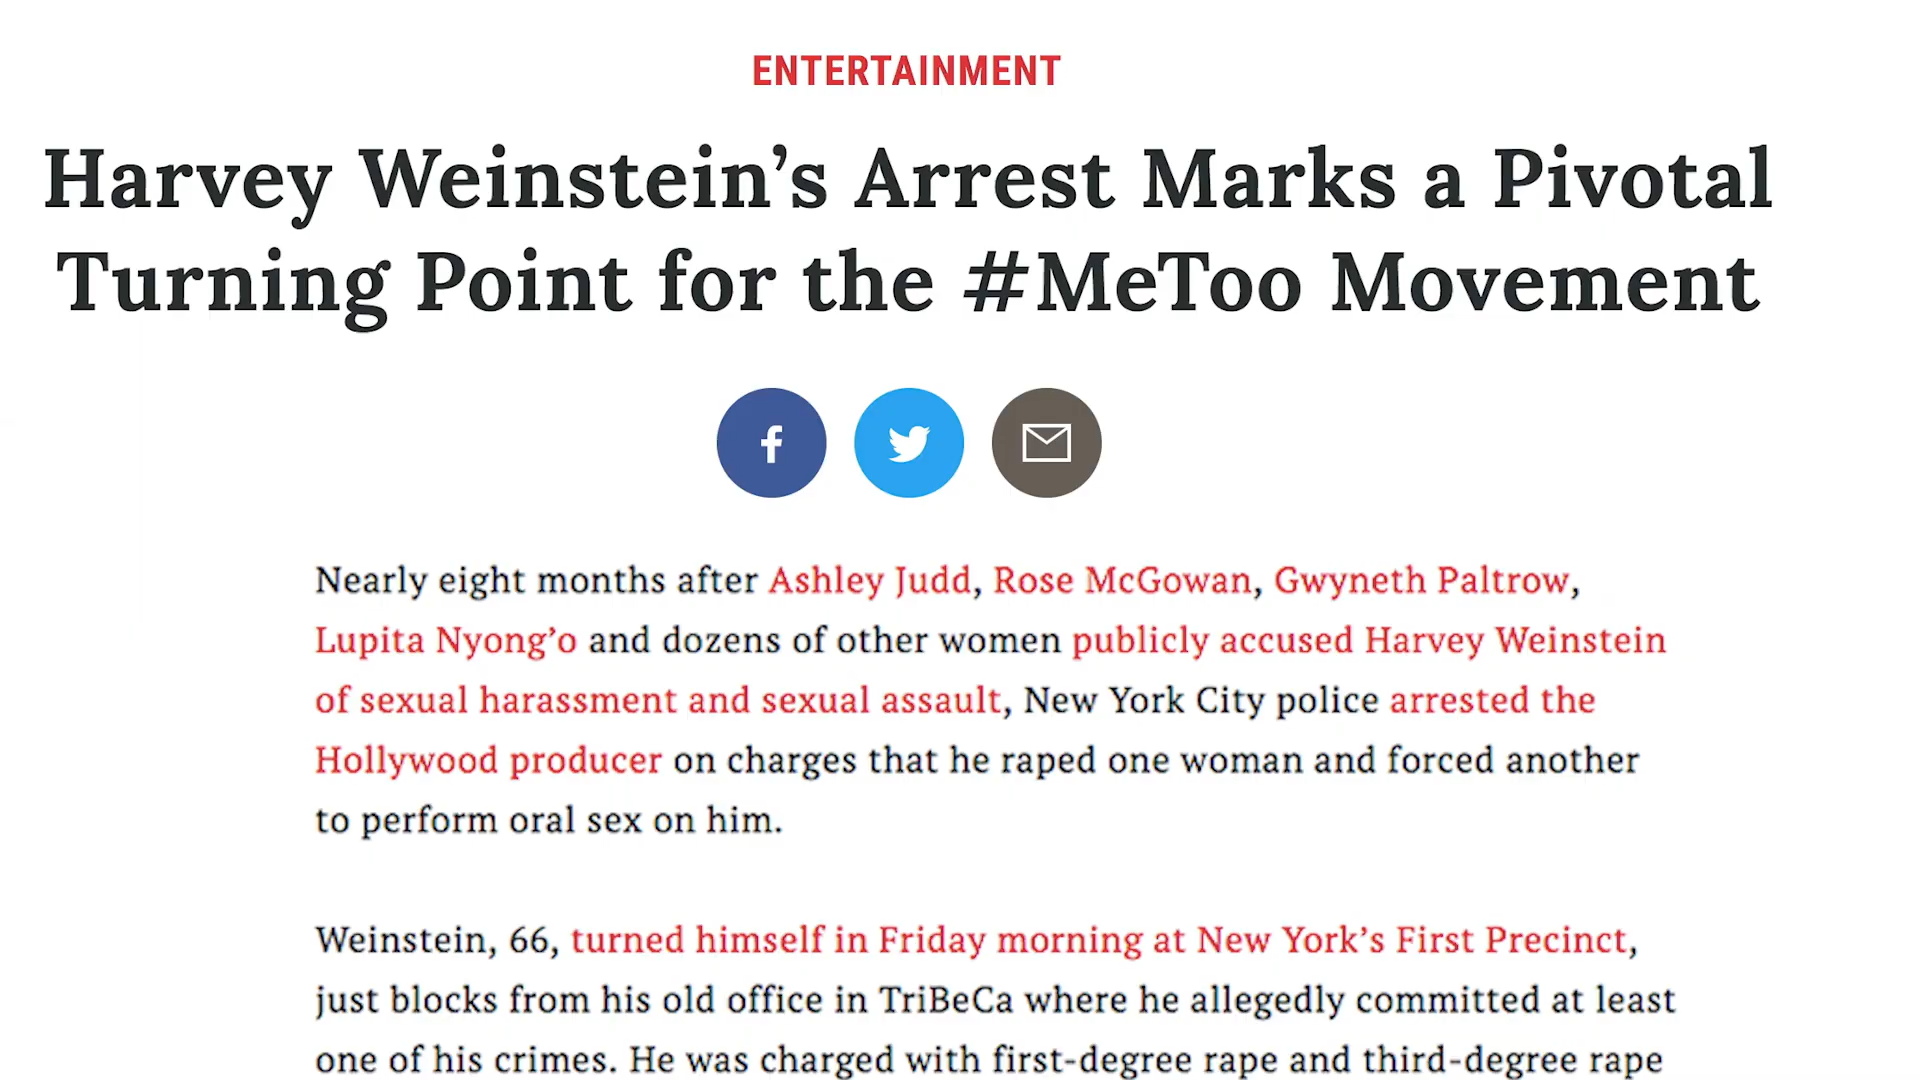 ENTERTAINMENT
Harvey Weinstein’s Arrest Marks a Pivotal
Turning Point for the #MeToo Movement
f
Nearly eight months after Ashley Judd, Rose McGowan, Gwyneth Paltrow,
Lupita Nyong’o and dozens of other women publicly accused Harvey Weinstein
of sexual harassment and sexual assault, New York City police arrested the
Hollywood producer on charges that he raped one woman and forced another
to perform oral sex on him.
Weinstein, 66, turned himself in Friday morning at New York’s First Precinct,
just blocks from his old office in TriBeCa where he allegedly committed at least
one of his crimes. He was charged with first-degree rape and third-degree rape